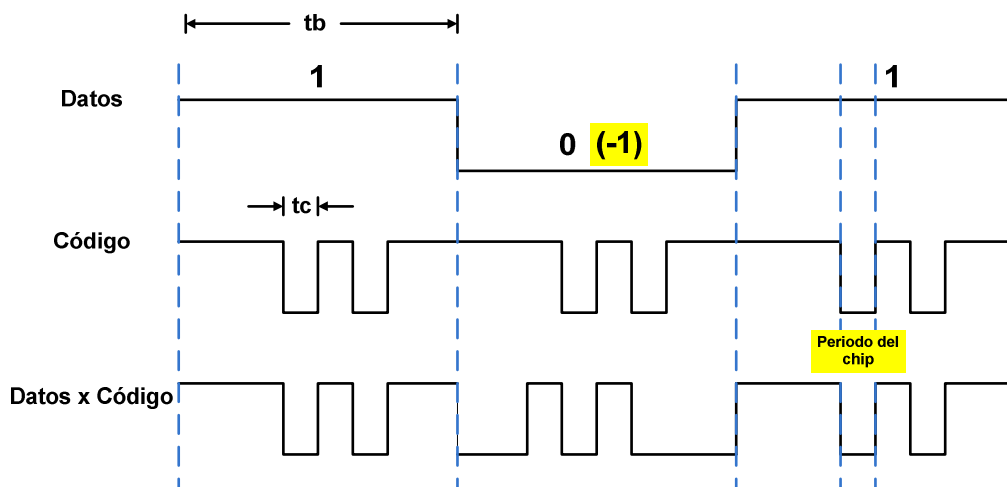 tb
1
1
Datos
0 (-1)
tc
Código
Periodo del
chip
Datos x Código